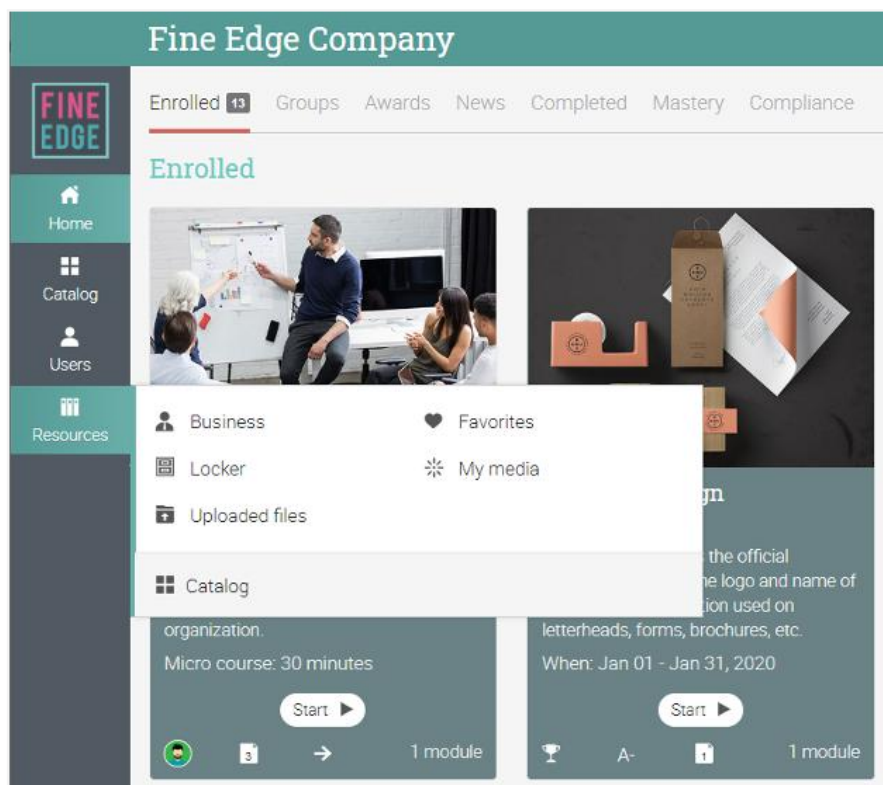 Fine Edge Company
FINE
EDGE
Enrolled 13 Groups Awards News Completed Mastery Compliance
Enrolled
Home
Catalog
Users
Resources
Business
Favorites
Locker
My media
Uploaded files
Catalog
gn
the official
logo and name of
used on
organization.
letterheads, forms, brochures, etc.
Micro course: 30 minutes
When: Jan 01 - Jan 31, 2020
Start
Start
3
1 module
A-
1
1 module